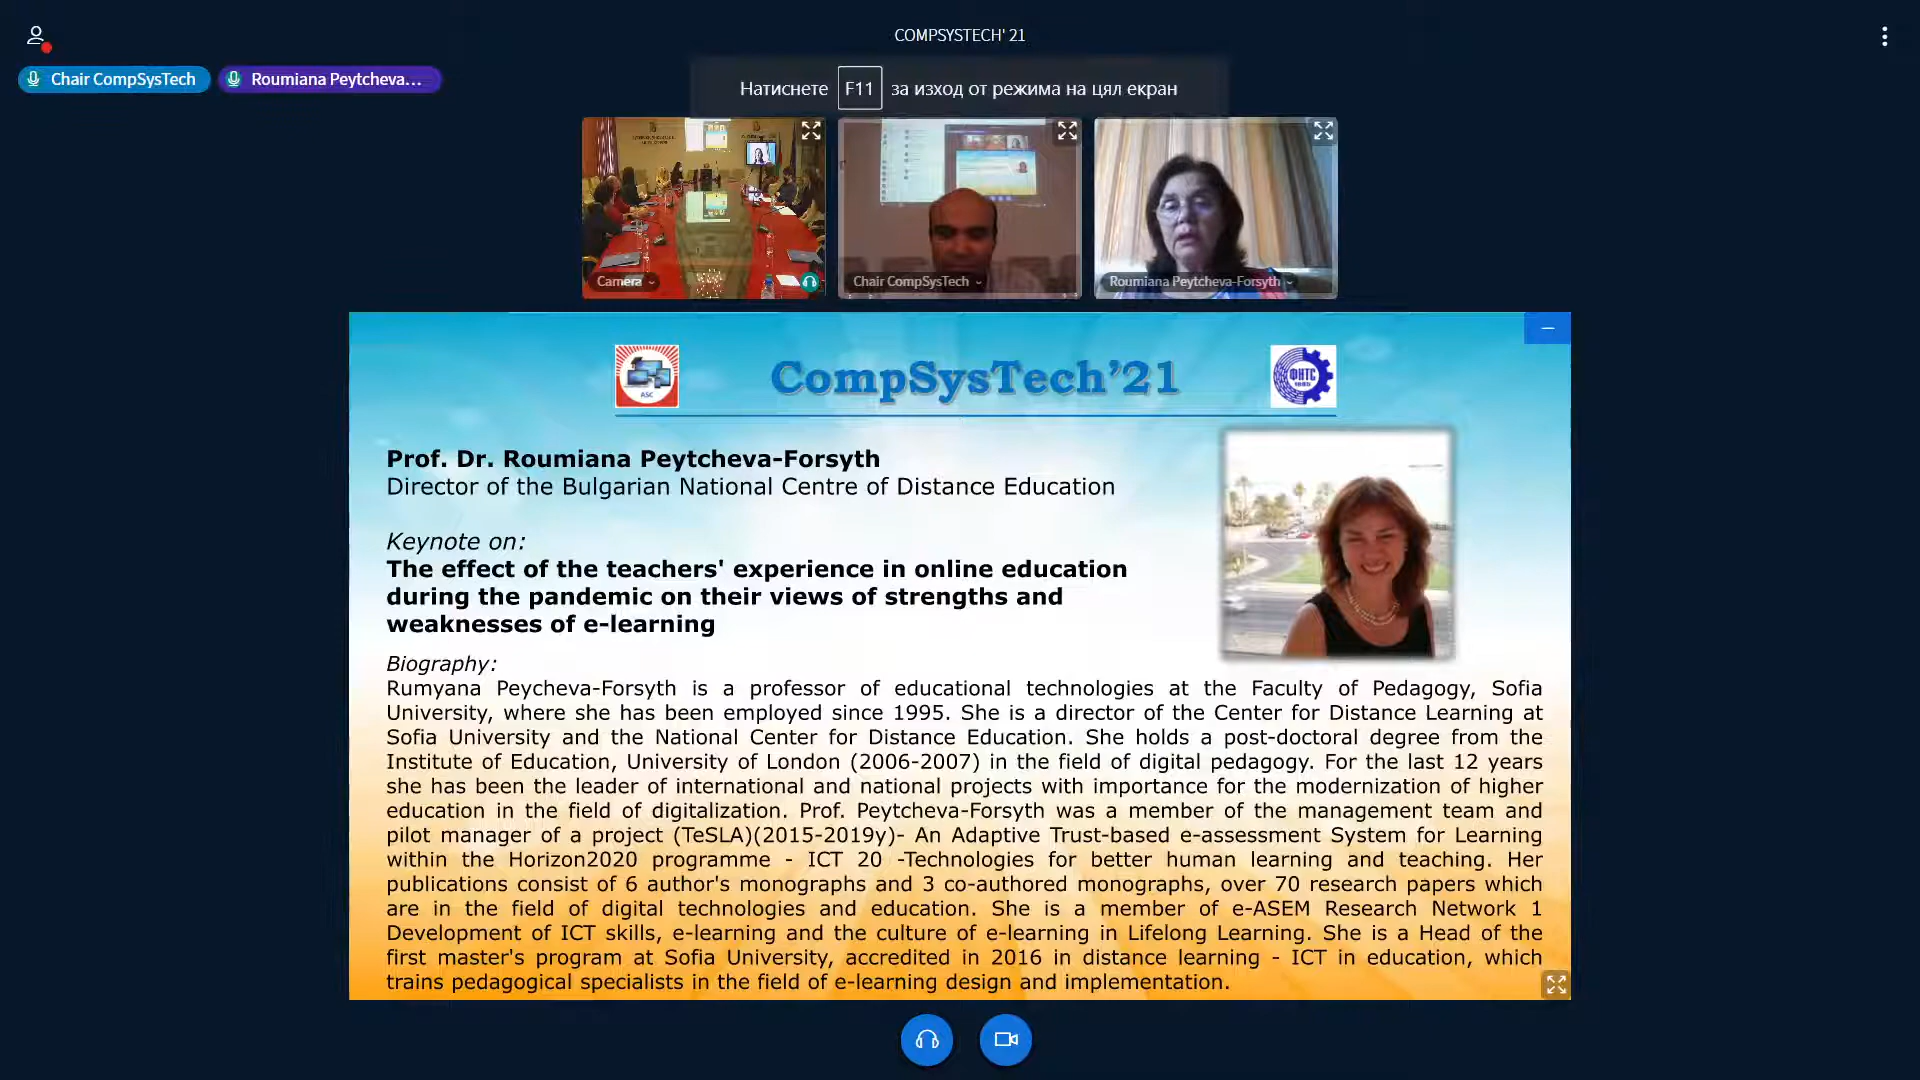 COMPSYSTECH' 21
Chair CompSysTech
Roumiana Peytcheva...
Натиснете F11 за изход от режима на цял екран
Camera
Chair CompSysTech
Roumiana Peytcheva-Forsyth
ASC
CompSysTech’21
ФНТС
Prof. Dr. Roumiana Peytcheva-Forsyth
Director of the Bulgarian National Centre of Distance Education
Keynote on:
The effect of the teachers' experience in online education
during the pandemic on their views of strengths and
weaknesses of e-learning
Biography:
Rumyana Peycheva-Forsyth is a professor of educational technologies at the Faculty of Pedagogy, Sofia
University, where she has been employed since 1995. She is a director of the Center for Distance Learning at
Sofia University and the National Center for Distance Education. She holds a post-doctoral degree from the
Institute of Education, University of London (2006-2007) in the field of digital pedagogy. For the last 12 years
she has been the leader of international and national projects with importance for the modernization of higher
education in the field of digitalization. Prof. Peytcheva-Forsyth was a member of the management team and
pilot manager of a project (TeSLA)(2015-2019y)- An Adaptive Trust-based e-assessment System for Learning
within the Horizon2020 programme - ICT 20 -Technologies for better human learning and teaching. Her
publications consist of 6 author's monographs and 3 co-authored monographs, over 70 research papers which
are in the field of digital technologies and education. She is a member of e-ASEM Research Network 1
Development of ICT skills, e-learning and the culture of e-learning in Lifelong Learning. She is a Head of the
first master's program at Sofia University, accredited in 2016 in distance learning - ICT in education, which
trains pedagogical specialists in the field of e-learning design and implementation.